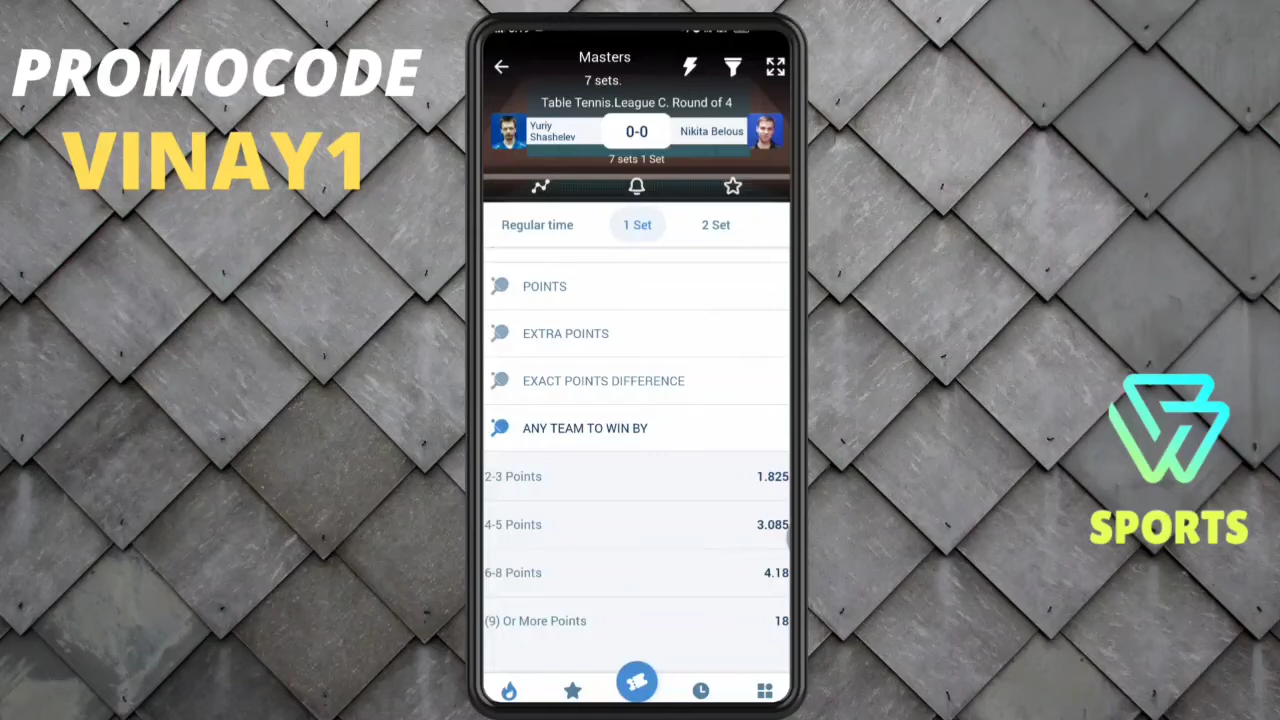 PROMOCODE
VINAY1
Masters
7 sets.
Table Tennis.League C. Round of 4
Yuriy
Shashelev
0-0
Nikita Belous
7 sets 1 Set
Regular time
1 Set
2 Set
POINTS
EXTRA POINTS
EXACT POINTS DIFFERENCE
ANY TEAM TO WIN BY
2-3 Points 1.825
4-5 Points 3.085
6-8 Points 4.18
(9) Or More Points 18
SPORTS